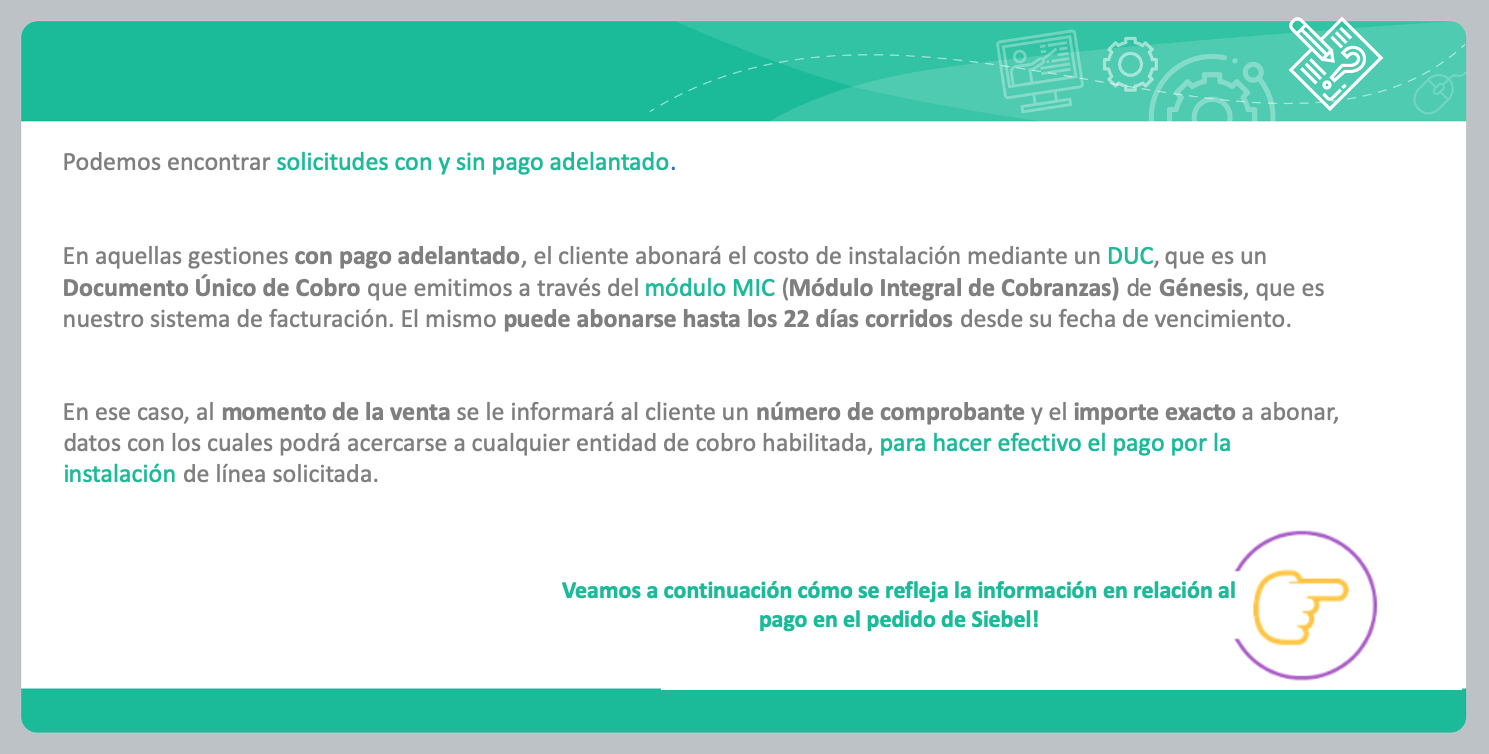 Podemos encontrar solicitudes con y sin pago adelantado.
En aquellas gestiones con pago adelantado, el cliente abonará el costo de instalación mediante un DUC, que es un
Documento Único de Cobro que emitimos a través del módulo MIC (Módulo Integral de Cobranzas) de Génesis, que es
nuestro sistema de facturación. El mismo puede abonarse hasta los 22 días corridos desde su fecha de vencimiento.
En ese caso, al momento de la venta se le informará al cliente un número de comprobante y el importe exacto a abonar,
datos con los cuales podrá acercarse a cualquier entidad de cobro habilitada, para hacer efectivo el pago por la
instalación de línea solicitada.
Veamos a continuación cómo se refleja la información en relación al
pago en el pedido de Siebel!